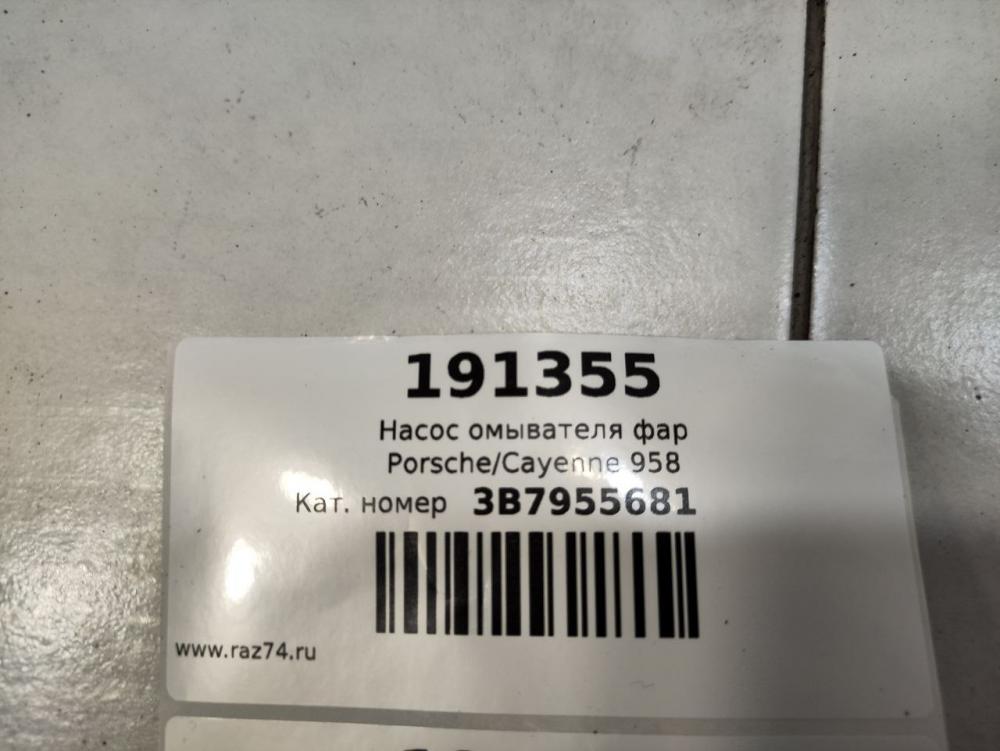 191355
Насос омывателя фар
Porsche/Cayenne 958
Кат. номер 3B7955681
www.raz74.ru